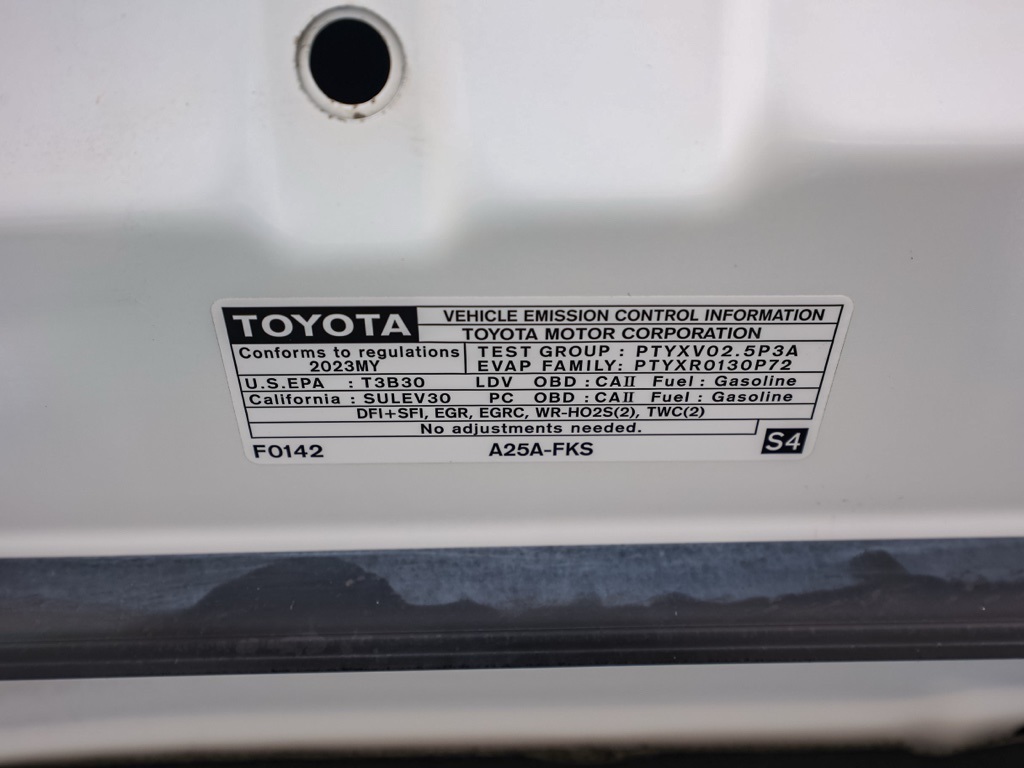 TOYOTA
VEHICLE EMISSION CONTROL INFORMATION
TOYOTA MOTOR CORPORATION
Conforms to regulations
2023MY
TEST GROUP : PTYXV02.5P3A
EVAP FAMILY: PTYXR0130P72
U.S.EPA : T3B30 LDV OBD : CAII Fuel : Gasoline
California : SULEV30 PC OBD : CAII Fuel : Gasoline
DFI+SFI, EGR, EGRC, WR-HO2S(2), TWC(2)
No adjustments needed.
F0142 A25A-FKS S4